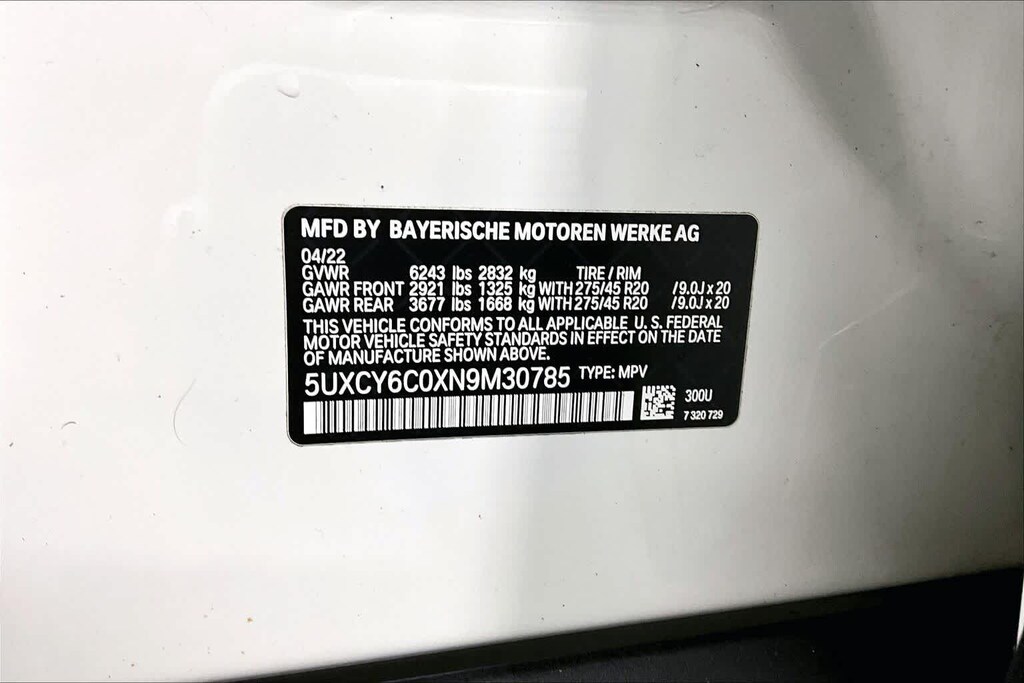 MFD BY BAYERISCHE MOTOREN WERKE AG
04/22
GVWR 6243 lbs 2832 kg TIRE / RIM
GAWR FRONT 2921 lbs 1325 kg WITH 275/45 R20 /9.0J x 20
GAWR REAR 3677 lbs 1668 kg WITH 275/45 R20 /9.0J x 20
THIS VEHICLE CONFORMS TO ALL APPLICABLE U. S. FEDERAL
MOTOR VEHICLE SAFETY STANDARDS IN EFFECT ON THE DATE
OF MANUFACTURE SHOWN ABOVE.
5UXCY6C0XN9M30785 TYPE: MPV
300U
7 320 729